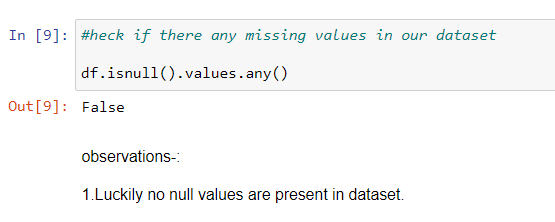 In [9]: #heck if there any missing values in our dataset
df.isnull().values.any()
Out[9]: False
observations-:
1.Luckily no null values are present in dataset.